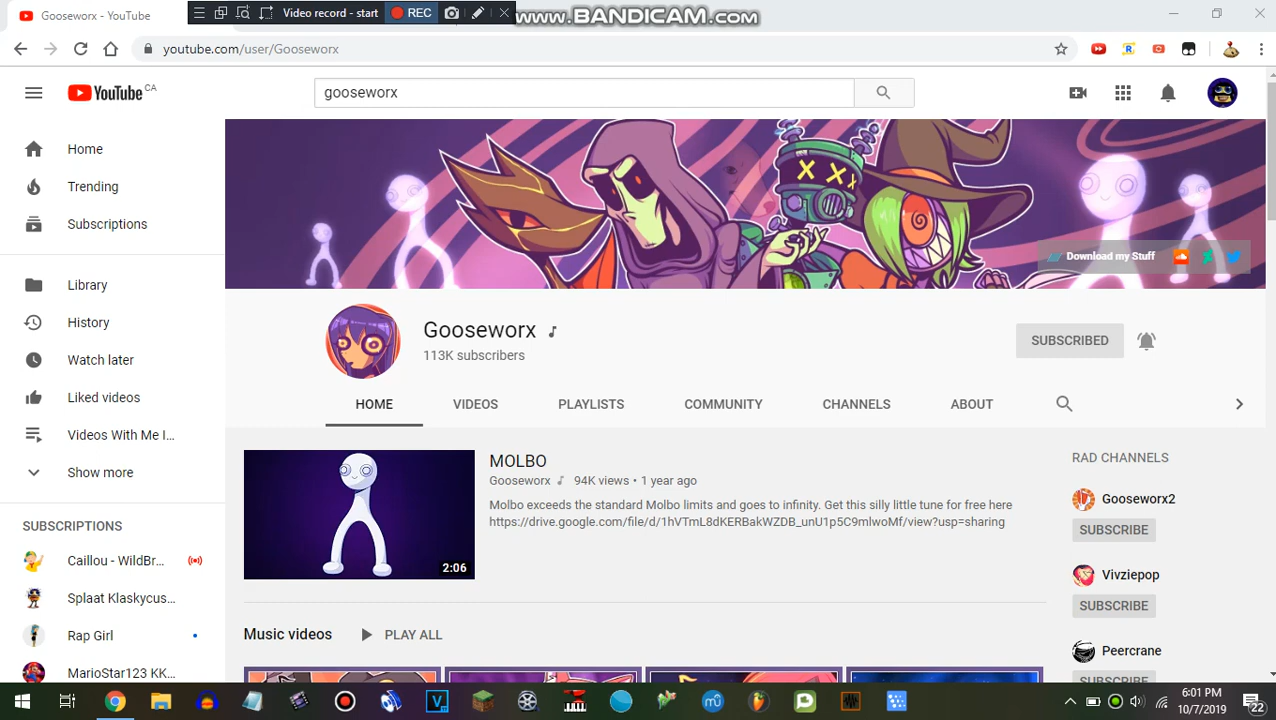 Gooseworx - YouTube
Video record - start
REC
www.BANDICAM.com
youtube.com/user/Gooseworx
YouTube CA
gooseworx
Home
Trending
Subscriptions
Library
History
Watch later
Liked videos
Videos With Me I...
Show more
SUBSCRIPTIONS
Caillou - WildBr...
Splaat Klaskycus...
Rap Girl
MarioStar123 KK...
Download my Stuff
Gooseworx
113K subscribers
SUBSCRIBED
HOME
VIDEOS
PLAYLISTS
COMMUNITY
CHANNELS
ABOUT
MOLBO
Gooseworx 94K views • 1 year ago
Molbo exceeds the standard Molbo limits and goes to infinity. Get this silly little tune for free here
https://drive.google.com/file/d/1hVTmL8dKERBakWZDB_unU1p5C9mlwoMf/view?usp=sharing
2:06
Music videos
PLAY ALL
RAD CHANNELS
Gooseworx2
SUBSCRIBE
Vivziepop
SUBSCRIBE
Peercrane
SUBSCRIBE
6:01 PM
10/7/2019
22